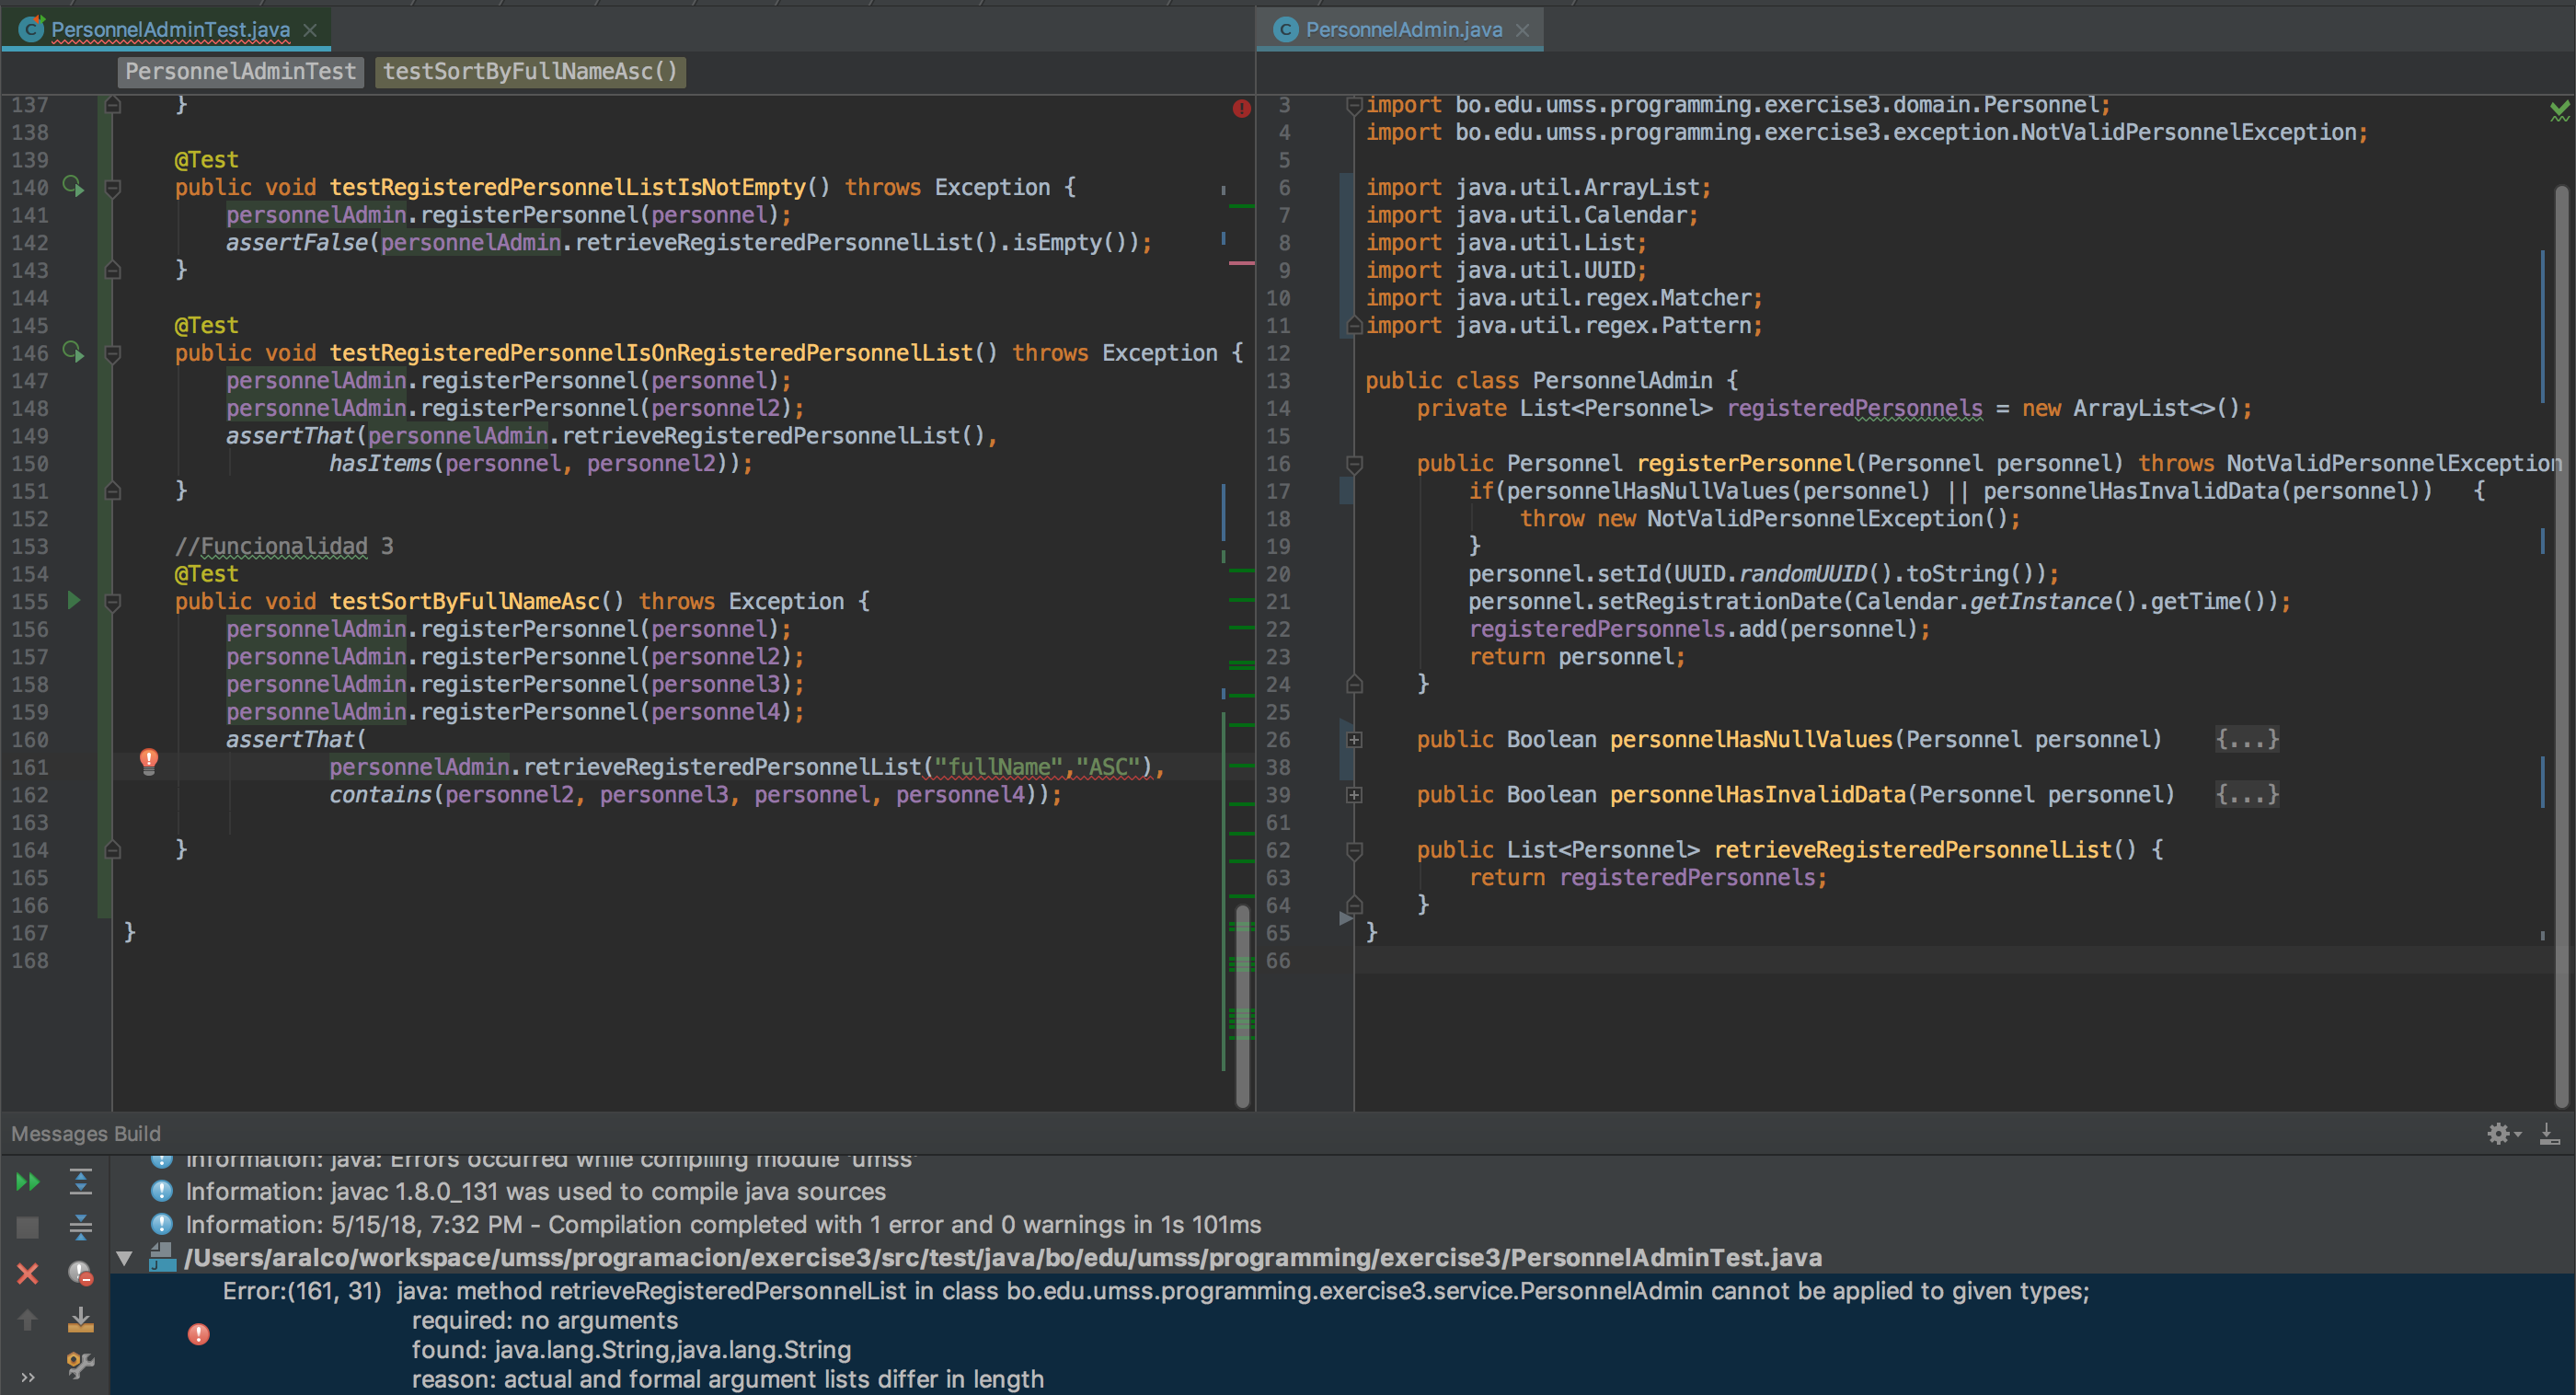 PersonnelAdminTest.java
PersonnelAdminTest testSortByFullNameAsc()
137 }
138
139 @Test
140 public void testRegisteredPersonnelListIsNotEmpty() throws Exception {
141 personnelAdmin.registerPersonnel(personnel);
142 assertFalse(personnelAdmin.retrieveRegisteredPersonnelList().isEmpty());
143 }
144
145 @Test
146 public void testRegisteredPersonnelIsOnRegisteredPersonnelList() throws Exception {
147 personnelAdmin.registerPersonnel(personnel);
148 personnelAdmin.registerPersonnel(personnel2);
149 assertThat(personnelAdmin.retrieveRegisteredPersonnelList(),
150 hasItems(personnel, personnel2));
151 }
152
153 //Funcionalidad 3
154 @Test
155 public void testSortByFullNameAsc() throws Exception {
156 personnelAdmin.registerPersonnel(personnel);
157 personnelAdmin.registerPersonnel(personnel2);
158 personnelAdmin.registerPersonnel(personnel3);
159 personnelAdmin.registerPersonnel(personnel4);
160 assertThat(
161 personnelAdmin.retrieveRegisteredPersonnelList("fullName","ASC"),
162 contains(personnel2, personnel3, personnel, personnel4));
163
164 }
165
166
167 }
168
PersonnelAdmin.java
3 import bo.edu.umss.programming.exercise3.domain.Personnel;
4 import bo.edu.umss.programming.exercise3.exception.NotValidPersonnelException;
5
6 import java.util.ArrayList;
7 import java.util.Calendar;
8 import java.util.List;
9 import java.util.UUID;
10 import java.util.regex.Matcher;
11 import java.util.regex.Pattern;
12
13 public class PersonnelAdmin {
14 private List<Personnel> registeredPersonnels = new ArrayList<>();
15
16 public Personnel registerPersonnel(Personnel personnel) throws NotValidPersonnelException
17 if(personnelHasNullValues(personnel) || personnelHasInvalidData(personnel)) {
18 throw new NotValidPersonnelException();
19 }
20 personnel.setId(UUID.randomUUID().toString());
21 personnel.setRegistrationDate(Calendar.getInstance().getTime());
22 registeredPersonnels.add(personnel);
23 return personnel;
24 }
25
26 public Boolean personnelHasNullValues(Personnel personnel) {...}
38
39 public Boolean personnelHasInvalidData(Personnel personnel) {...}
61
62 public List<Personnel> retrieveRegisteredPersonnelList() {
63 return registeredPersonnels;
64 }
65 }
66
Messages Build
Information: java: Errors occurred while compiling module 'umss'
Information: javac 1.8.0_131 was used to compile java sources
Information: 5/15/18, 7:32 PM - Compilation completed with 1 error and 0 warnings in 1s 101ms
/Users/aralco/workspace/umss/programacion/exercise3/src/test/java/bo/edu/umss/programming/exercise3/PersonnelAdminTest.java
Error:(161, 31) java: method retrieveRegisteredPersonnelList in class bo.edu.umss.programming.exercise3.service.PersonnelAdmin cannot be applied to given types;
required: no arguments
found: java.lang.String,java.lang.String
reason: actual and formal argument lists differ in length